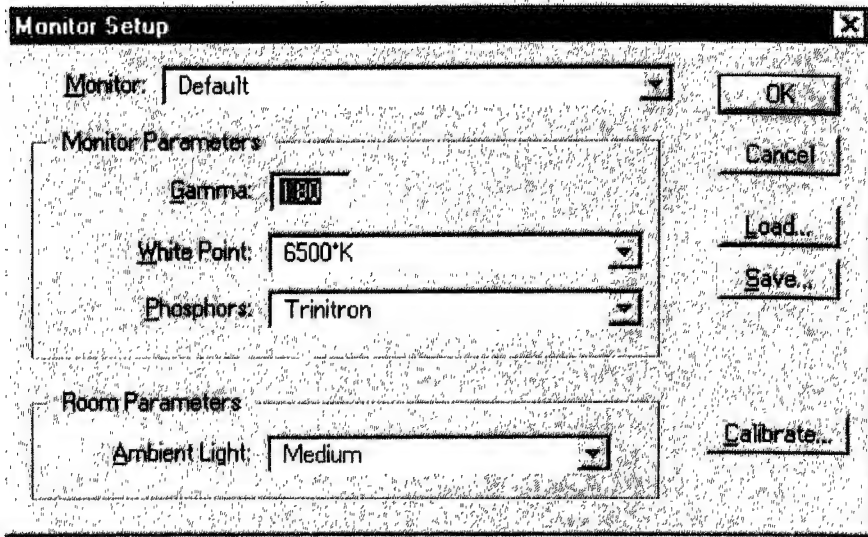 Monitor Setup
Monitor: Default
OK
Monitor Parameters
Cancel
Gamma: 1.80
Load...
White Point: 6500°K
Save...
Phosphors: Trinitron
Room Parameters
Ambient Light: Medium
Calibrate...